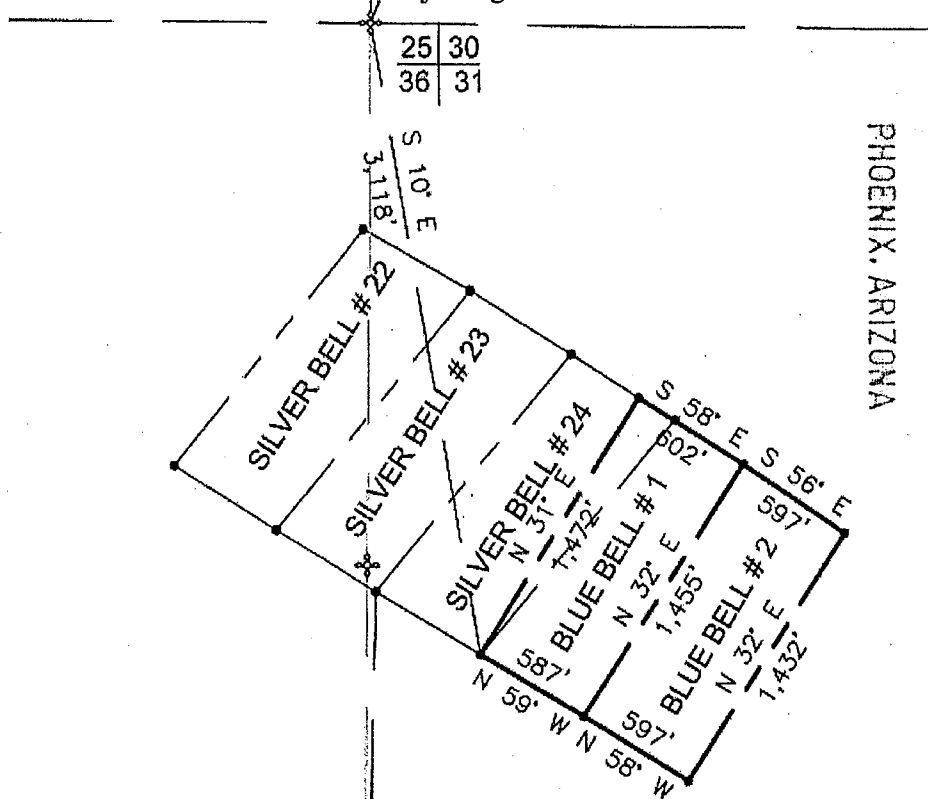 25 30
36 31
PHOENIX, ARIZONA
S 10° E
3,118'
SILVER BELL # 22
SILVER BELL # 23
SILVER BELL # 24
N 31° E
1,472'
S 58° E
602'
BLUE BELL # 1
N 32° E
1,455'
S 56° E
597'
BLUE BELL # 2
N 32° E
1,432'
587'
N 59° W
597'
N 58° W